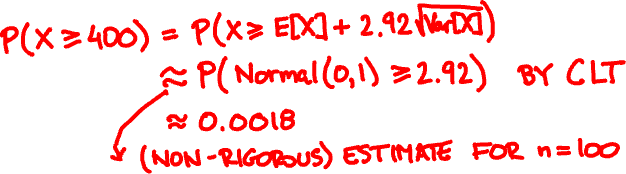 P(X ≥ 400) = P(X ≥ E[X] + 2.92 √Var[X])
≈ P(Normal(0,1) ≥ 2.92) BY CLT
≈ 0.0018
(NON-RIGOROUS) ESTIMATE FOR n = 100